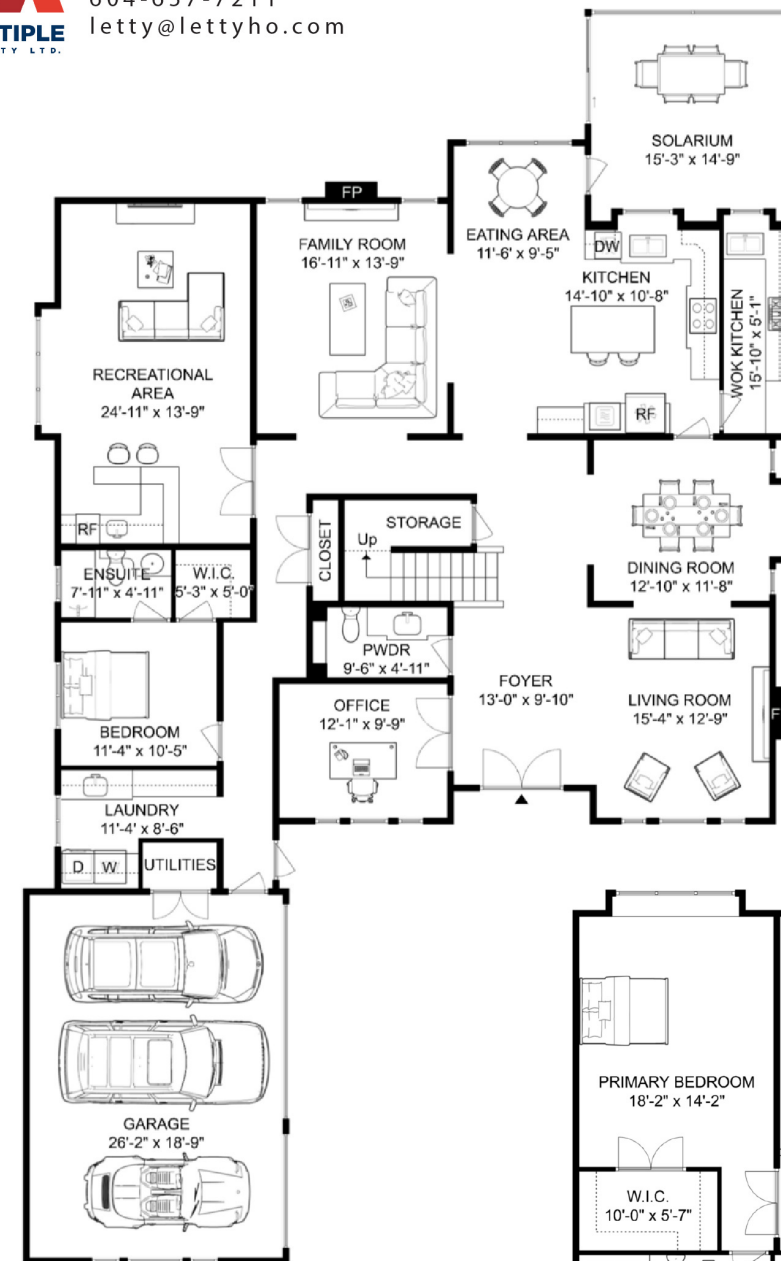 letty@lettyho.com
TIPLE
TY LTD.
SOLARIUM
15'-3" x 14'-9"
FP
FAMILY ROOM
16'-11" x 13'-9"
EATING AREA
11'-6' x 9'-5"
DW
KITCHEN
14'-10" x 10'-8"
WOK KITCHEN
15'-10" x 5'-1"
RECREATIONAL
AREA
24'-11" x 13'-9"
RF
RF
STORAGE
Up
CLOSET
DINING ROOM
12'-10" x 11'-8"
ENSUITE
7'-11" x 4'-11"
W.I.C.
5'-3" x 5'-0"
PWDR
9'-6" x 4'-11"
FOYER
13'-0" x 9'-10"
LIVING ROOM
15'-4" x 12'-9"
F
OFFICE
12'-1" x 9'-9"
BEDROOM
11'-4" x 10'-5"
LAUNDRY
11'-4' x 8'-6"
D
W
UTILITIES
GARAGE
26'-2" x 18'-9"
PRIMARY BEDROOM
18'-2" x 14'-2"
W.I.C.
10'-0" x 5'-7"